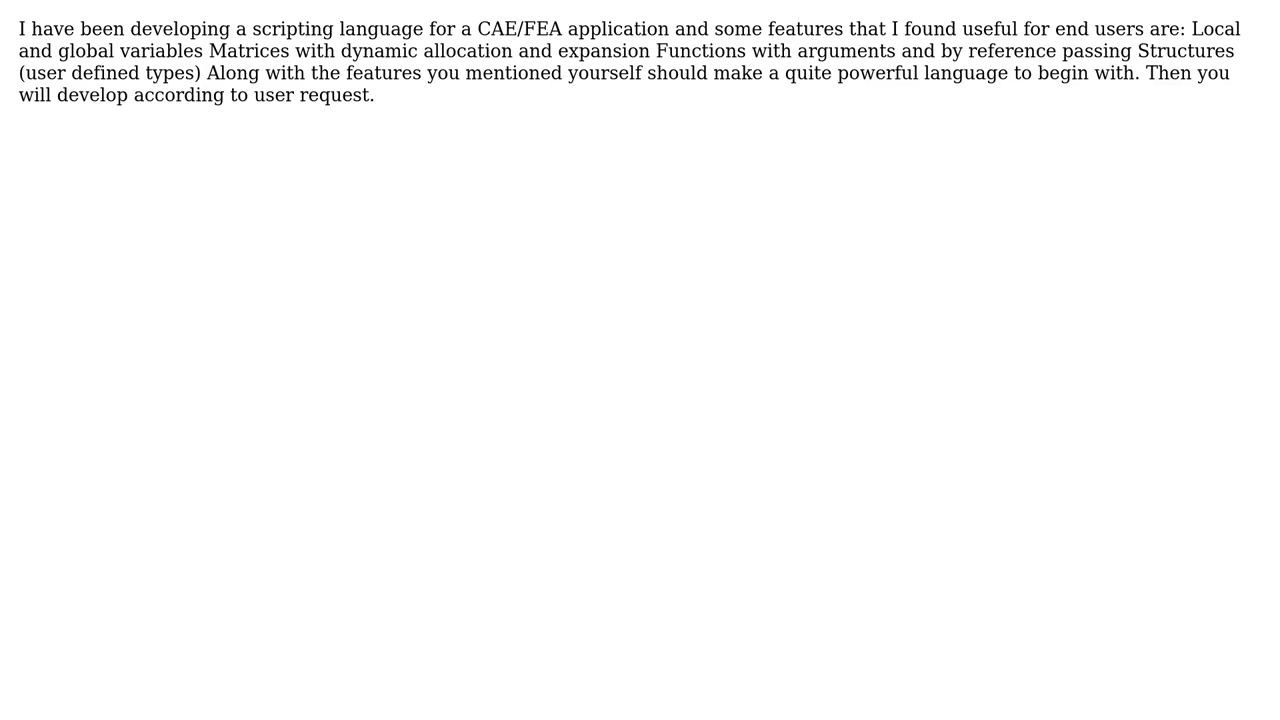 I have been developing a scripting language for a CAE/FEA application and some features that I found useful for end users are: Local
and global variables Matrices with dynamic allocation and expansion Functions with arguments and by reference passing Structures
(user defined types) Along with the features you mentioned yourself should make a quite powerful language to begin with. Then you
will develop according to user request.